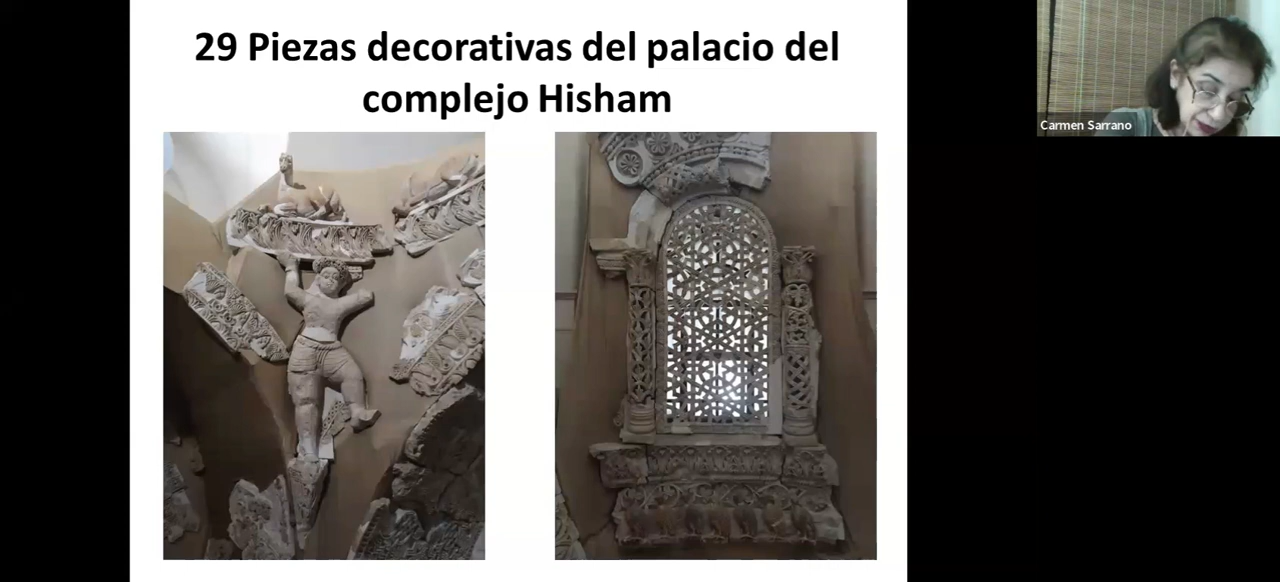 29 Piezas decorativas del palacio del
complejo Hisham
Carmen Sarrano